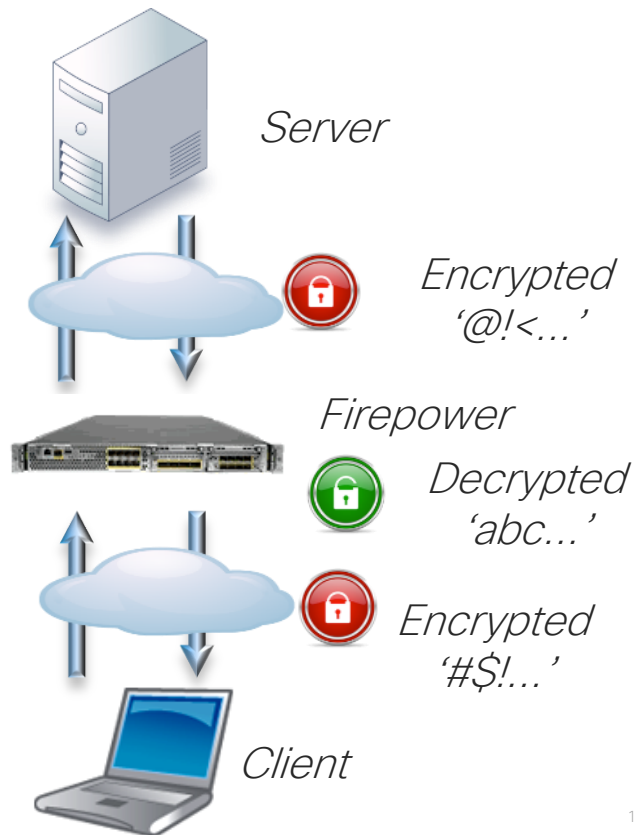 Server
Encrypted
‘@!<...’
Firepower
Decrypted
‘abc...’
Encrypted
‘#$!...’
Client
1